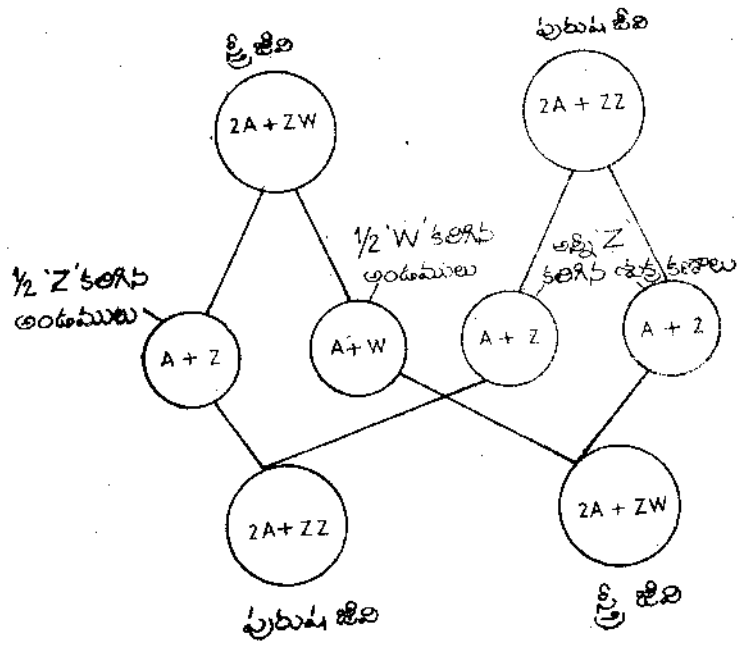 స్త్రీ జీవి
పురుష జీవి
2A + ZW
2A + ZZ
½ 'Z' కలిగిన
అండములు
½ 'W' కలిగిన
అండములు
అన్ని 'Z'
కలిగిన శుక్ర కణాలు
A + Z
A + W
A + Z
A + Z
2A + ZZ
2A + ZW
పురుష జీవి
స్త్రీ జీవి